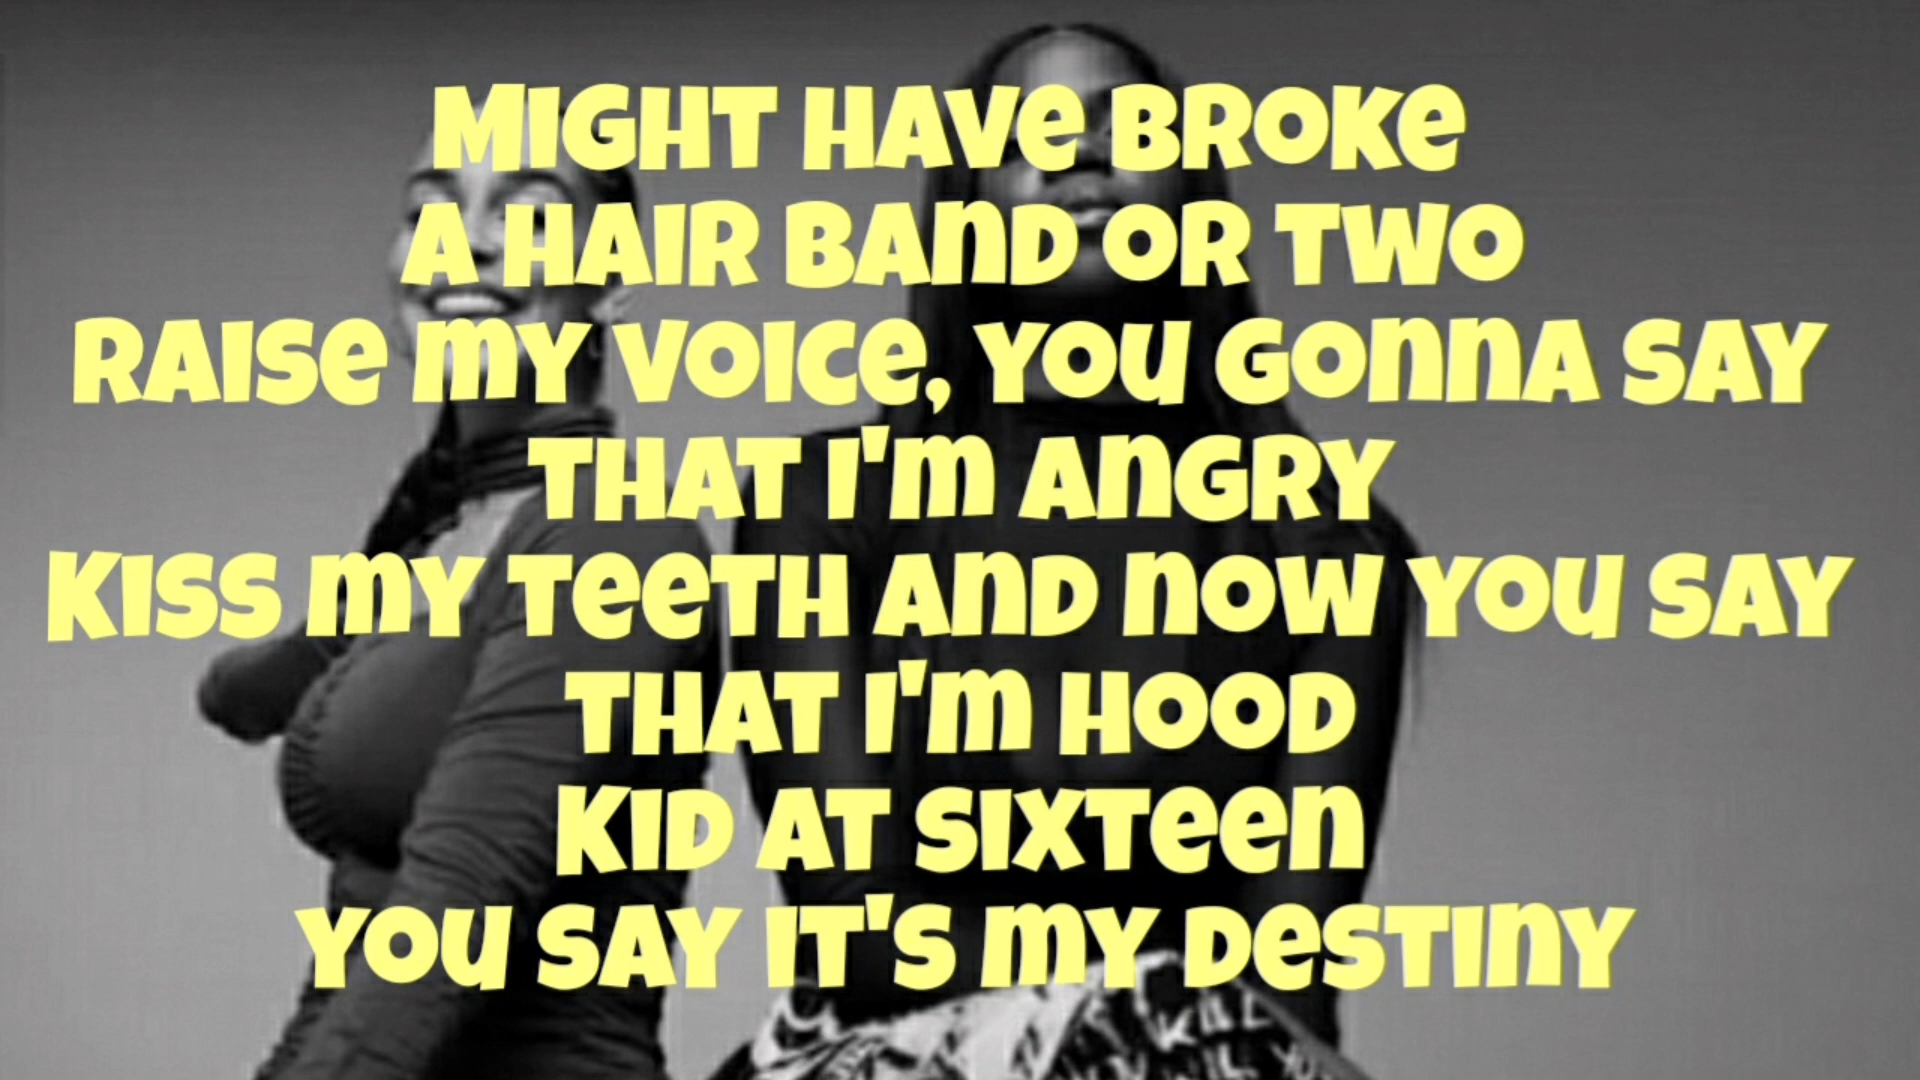 MIGHT HAVE BROKE
A HAIR BAND OR TWO
RAISE MY VOICE, YOU GONNA SAY
THAT I'M ANGRY
KISS MY TEETH AND NOW YOU SAY
THAT I'M HOOD
KID AT SIXTEEN
YOU SAY IT'S MY DESTINY
KILL